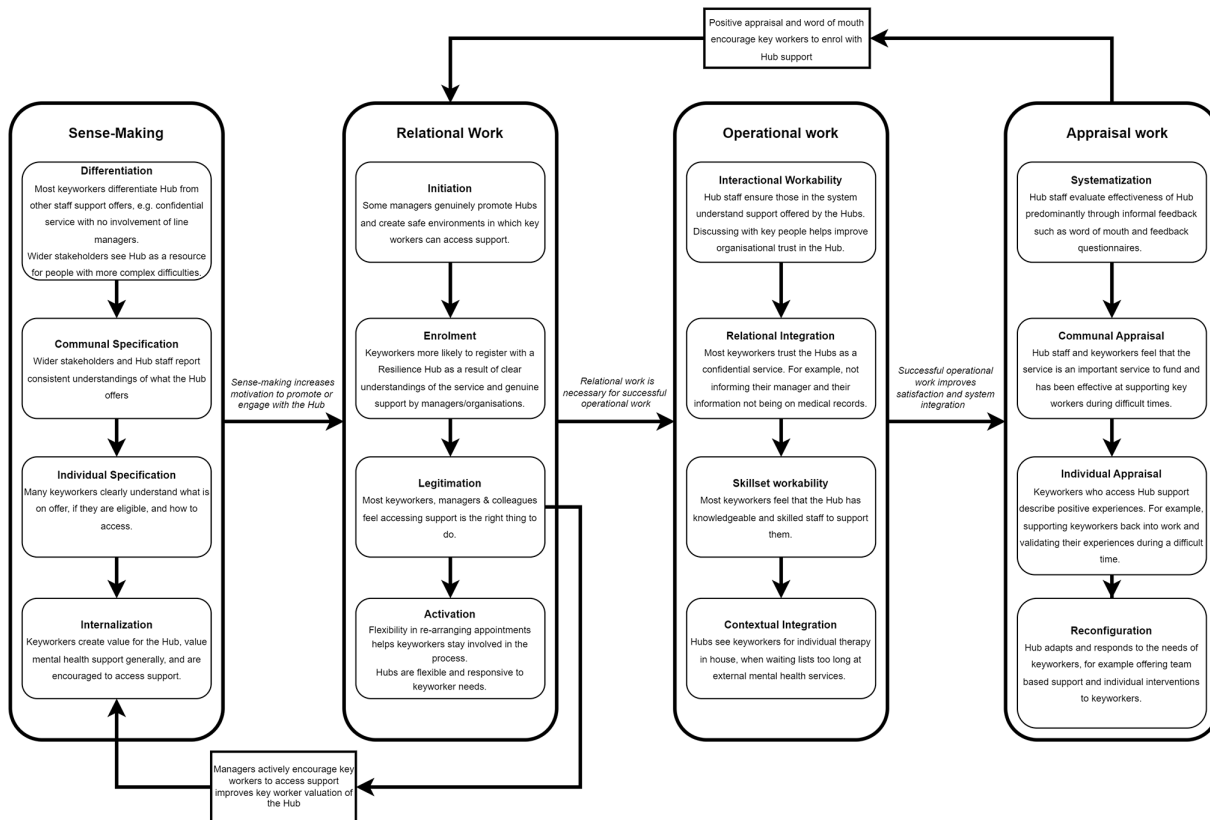 Positive appraisal and word of mouth
encourage key workers to enrol with
Hub support
Sense-Making
Differentiation
Most keyworkers differentiate Hub from
other staff support offers, e.g. confidential
service with no involvement of line
managers.
Wider stakeholders see Hub as a resource
for people with more complex difficulties.
Communal Specification
Wider stakeholders and Hub staff report
consistent understandings of what the Hub
offers
Individual Specification
Many keyworkers clearly understand what is
on offer, if they are eligible, and how to
access.
Internalization
Keyworkers create value for the Hub, value
mental health support generally, and are
encouraged to access support.
Sense-making increases
motivation to promote or
engage with the Hub
Relational Work
Initiation
Some managers genuinely promote Hubs
and create safe environments in which key
workers can access support.
Enrolment
Keyworkers more likely to register with a
Resilience Hub as a result of clear
understandings of the service and genuine
support by managers/organisations.
Legitimation
Most keyworkers, managers & colleagues
feel accessing support is the right thing to
do.
Activation
Flexibility in re-arranging appointments
helps keyworkers stay involved in the
process.
Hubs are flexible and responsive to
keyworker needs.
Relational work is
necessary for successful
operational work
Operational work
Interactional Workability
Hub staff ensure those in the system
understand support offered by the Hubs.
Discussing with key people helps improve
organisational trust in the Hub.
Relational Integration
Most keyworkers trust the Hubs as a
confidential service. For example, not
informing their manager and their
information not being on medical records.
Skillset workability
Most keyworkers feel that the Hub has
knowledgeable and skilled staff to support
them.
Contextual Integration
Hubs see keyworkers for individual therapy
in house, when waiting lists too long at
external mental health services.
Successful operational
work improves
satisfaction and system
integration
Appraisal work
Systematization
Hub staff evaluate effectiveness of Hub
predominantly through informal feedback
such as word of mouth and feedback
questionnaires.
Communal Appraisal
Hub staff and keyworkers feel that the
service is an important service to fund and
has been effective at supporting key
workers during difficult times.
Individual Appraisal
Keyworkers who access Hub support
describe positive experiences. For example,
supporting keyworkers back into work and
validating their experiences during a difficult
time.
Reconfiguration
Hub adapts and responds to the needs of
keyworkers, for example offering team
based support and individual interventions
to keyworkers.
Managers actively encourage key
workers to access support
improves key worker valuation of
the Hub